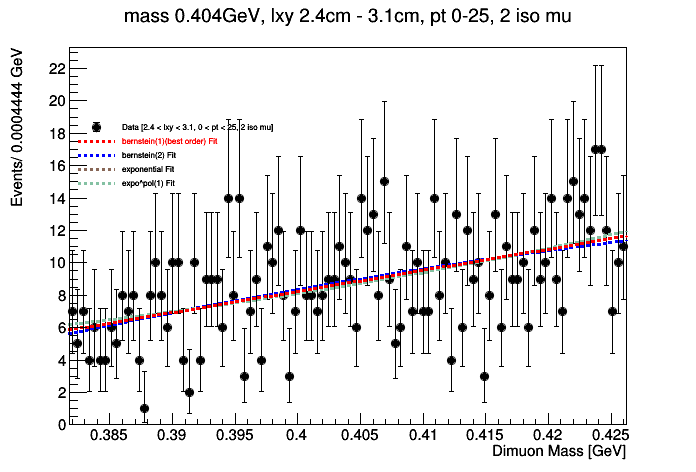 mass 0.404GeV, lxy 2.4cm - 3.1cm, pt 0-25, 2 iso mu
Events/ 0.0004444 GeV
22
20
18
16
14
12
10
8
6
4
2
0
Data [2.4 < lxy < 3.1, 0 < pt < 25, 2 iso mu]
bernstein(1)(best order) Fit
bernstein(2) Fit
exponential Fit
expo*pol(1) Fit
0.385 0.39 0.395 0.4 0.405 0.41 0.415 0.42 0.425
Dimuon Mass [GeV]